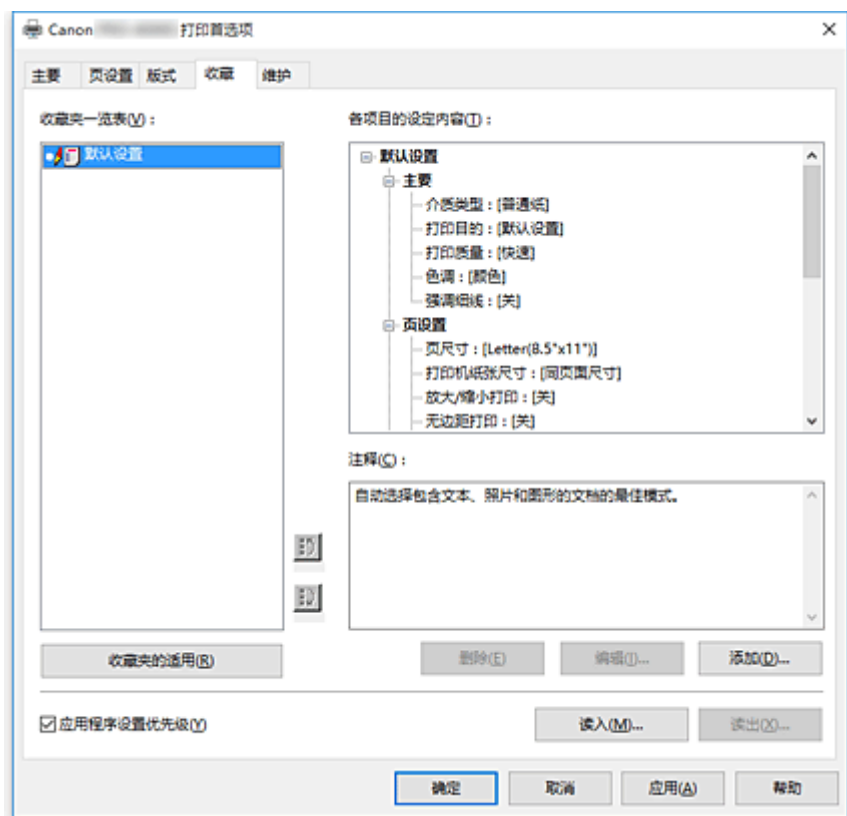 Canon 打印首选项
主要 页设置 版式 收藏 维护
收藏夹一览表(V)：
默认设置
各项目的设定内容(T)：
默认设置
主要
介质类型：[普通纸]
打印目的：[默认设置]
打印质量：[快速]
色调：[颜色]
强调细线：[关]
页设置
页尺寸：[Letter(8.5"x11")]
打印机纸张尺寸：[同页面尺寸]
放大/缩小打印：[关]
无边距打印：[关]
注释(C)：
自动选择包含文本、照片和图形的文档的最佳模式。
收藏夹的适用(R) 删除(E) 编辑(I)... 添加(D)...
应用程序设置优先级(Y) 读入(M)... 读出(X)...
确定 取消 应用(A) 帮助